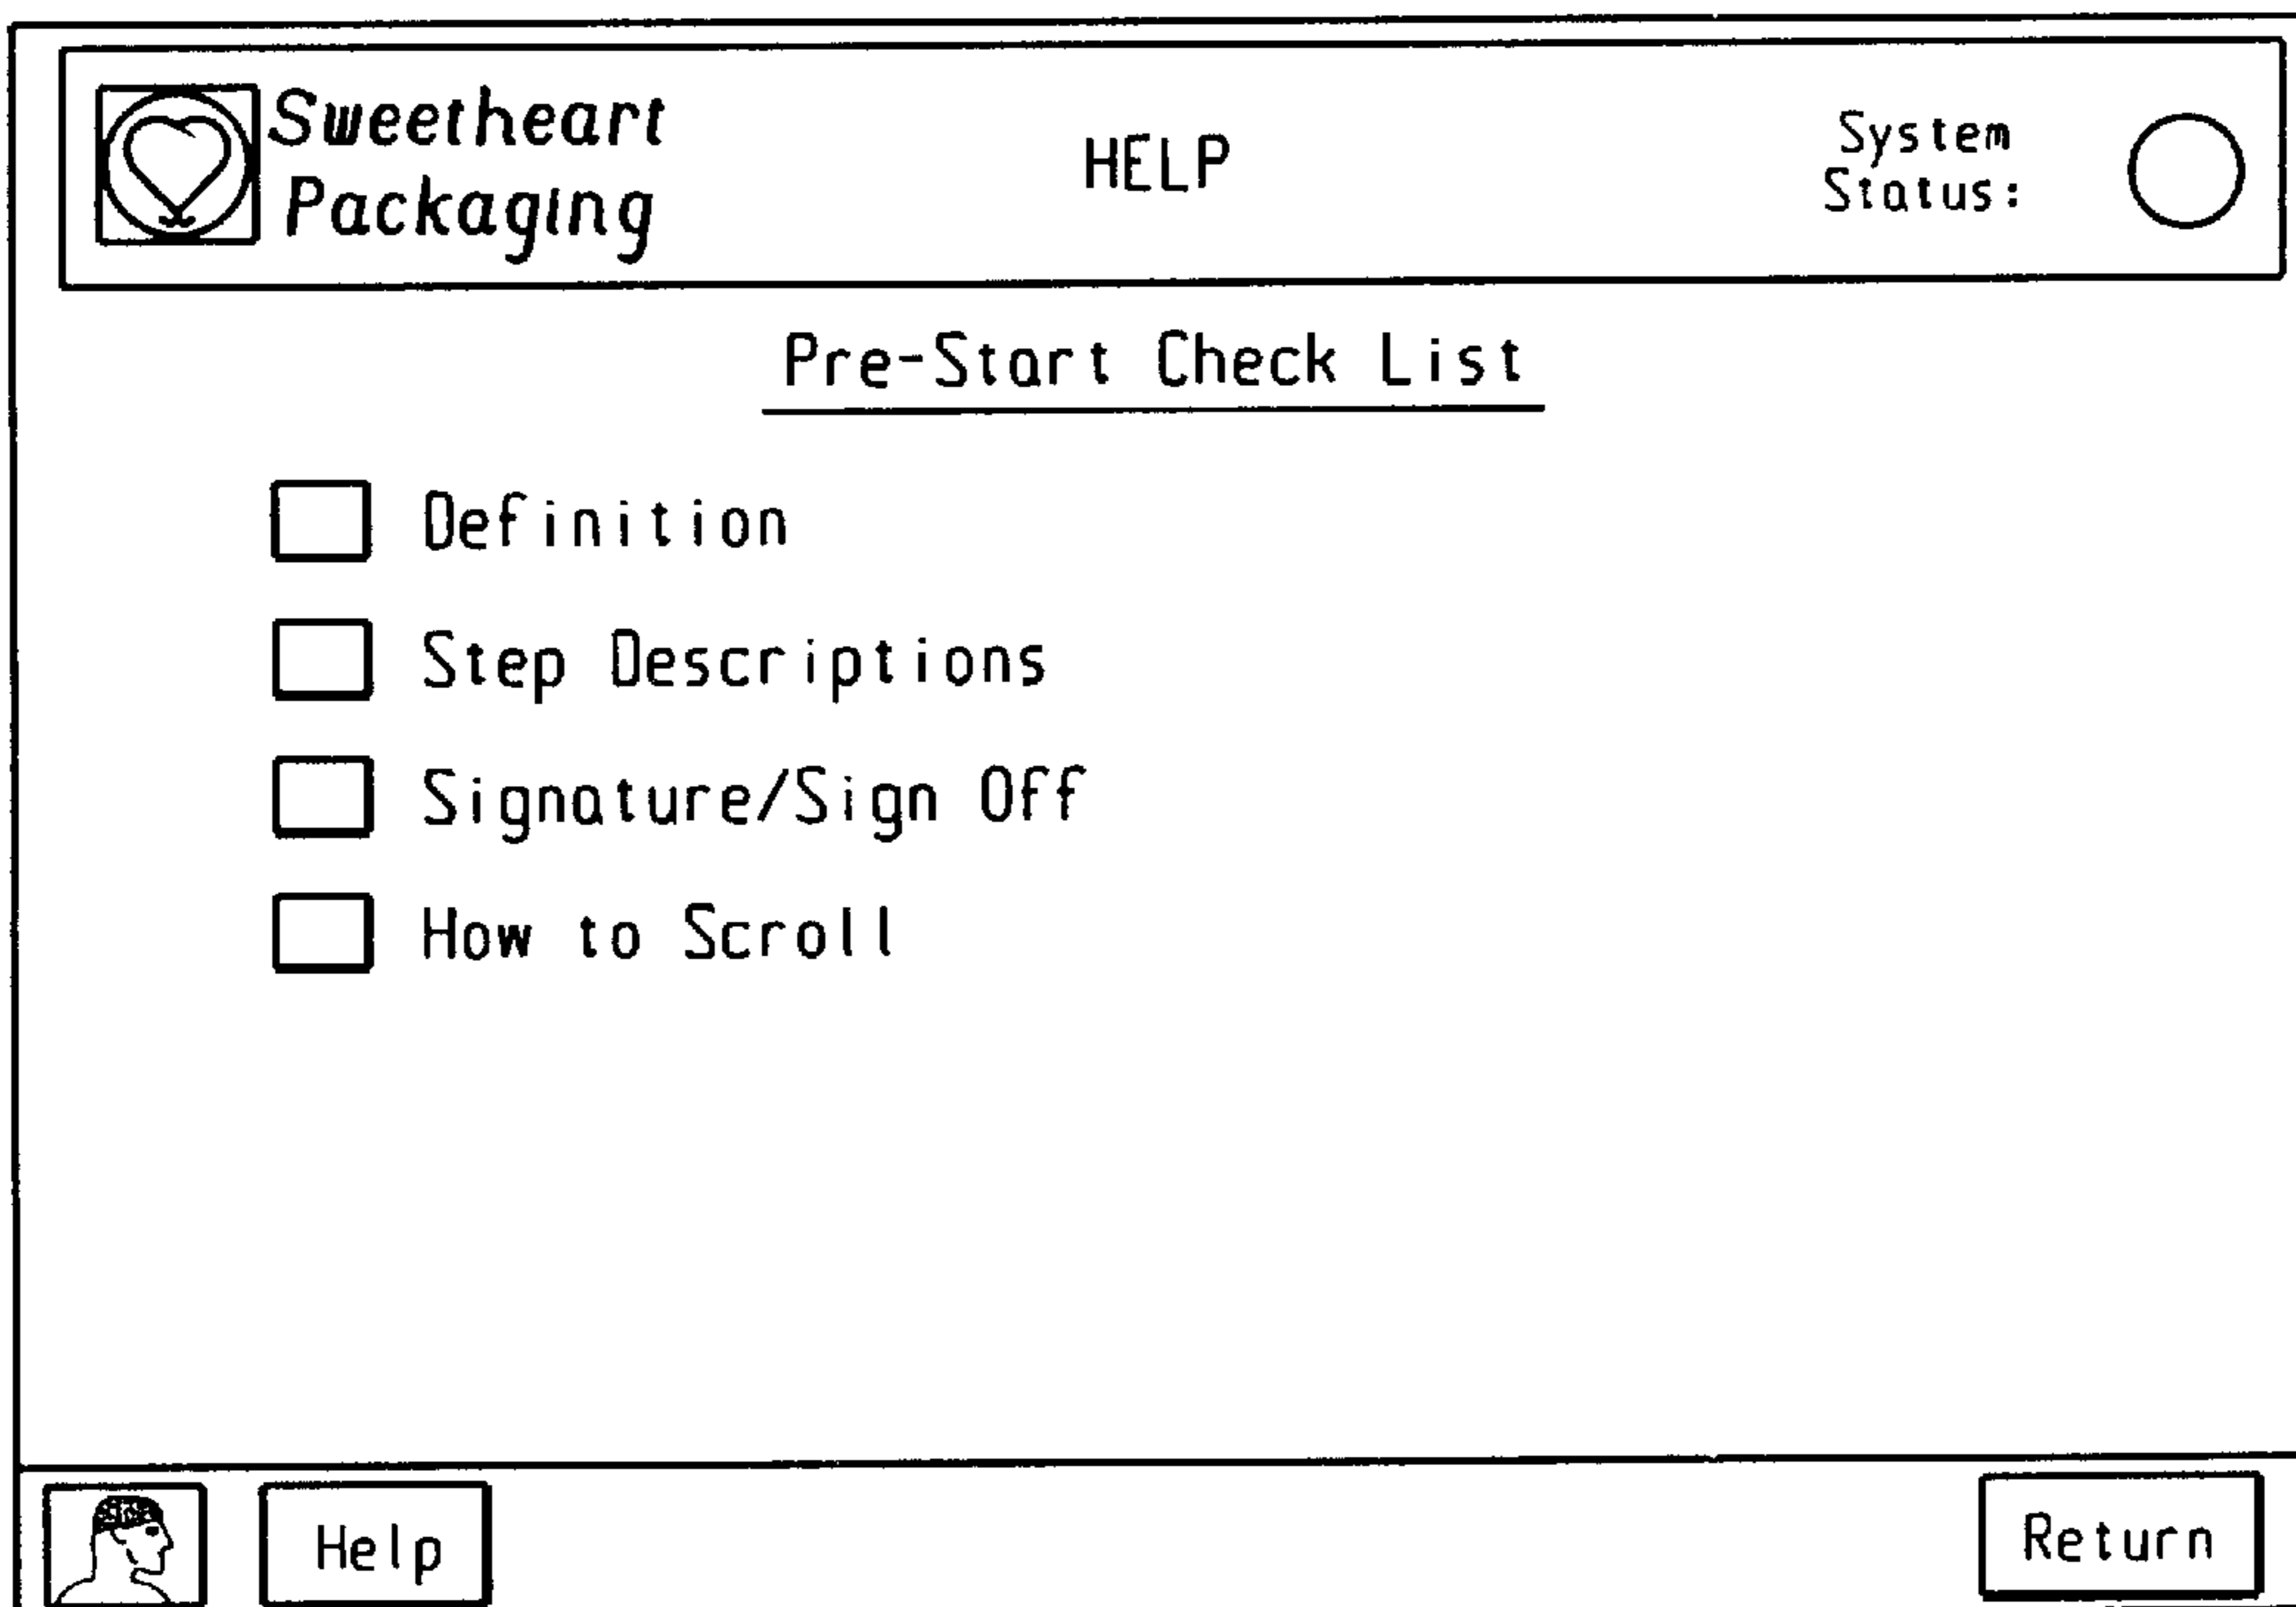 Sweetheart
Packaging
HELP
System
Status:
Pre-Start Check List
Definition
Step Descriptions
Signature/Sign Off
How to Scroll
Help
Return